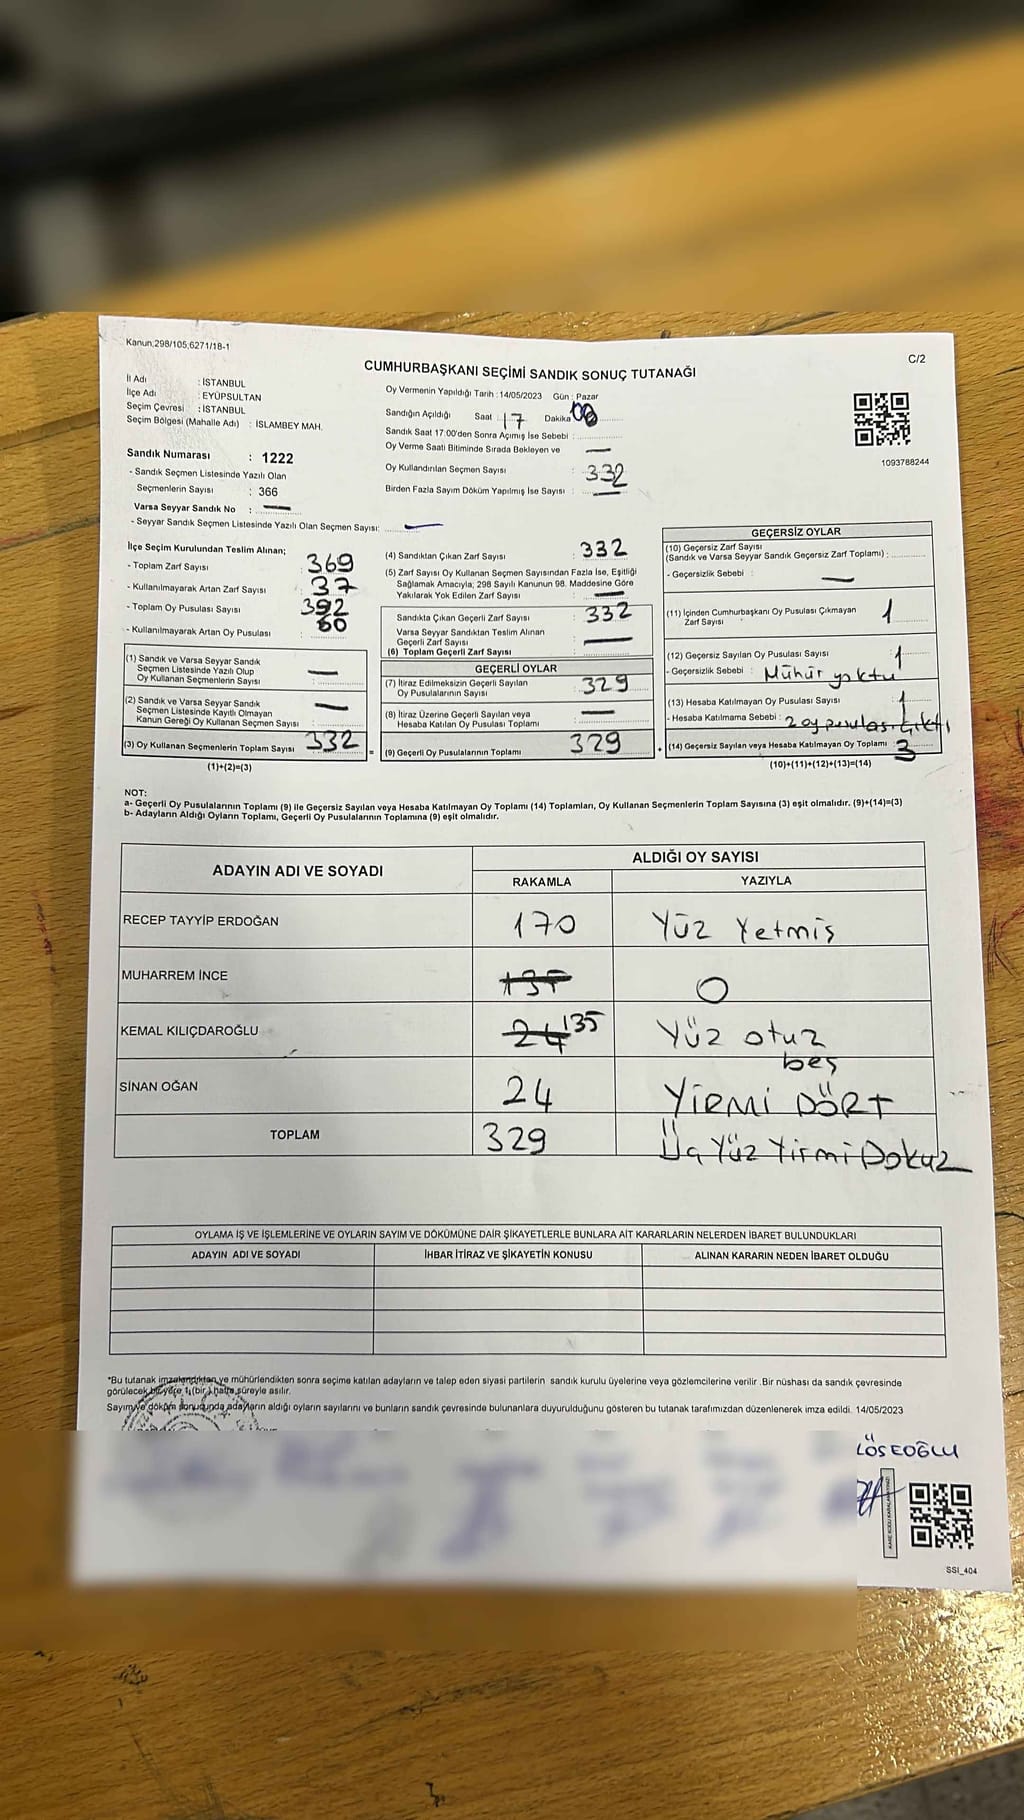 Kanun,298/105,6271/18-1
C/2
CUMHURBAŞKANI SEÇİMİ SANDIK SONUÇ TUTANAĞI
İl Adı : İSTANBUL
İlçe Adı : EYÜPSULTAN
Seçim Çevresi : İSTANBUL
Seçim Bölgesi (Mahalle Adı) : İSLAMBEY MAH.
Sandık Numarası : 1222
- Sandık Seçmen Listesinde Yazılı Olan
Seçmenlerin Sayısı : 366
Varsa Seyyar Sandık No : —
- Seyyar Sandık Seçmen Listesinde Yazılı Olan Seçmen Sayısı: —
Oy Vermenin Yapıldığı Tarih : 14/05/2023 Gün : Pazar
Sandığın Açıldığı Saat 17 Dakika 00
Sandık Saat 17:00'den Sonra Açımış İse Sebebi :
Oy Verme Saati Bitiminde Sırada Bekleyen ve —
Oy Kullandırılan Seçmen Sayısı : 332
Birden Fazla Sayım Döküm Yapılmış İse Sayısı : —
1093788244
İlçe Seçim Kurulundan Teslim Alınan;
- Toplam Zarf Sayısı : 369
- Kullanılmayarak Artan Zarf Sayısı : 37
- Toplam Oy Pusulası Sayısı : 392
- Kullanılmayarak Artan Oy Pusulası : 60
(1) Sandık ve Varsa Seyyar Sandık
Seçmen Listesinde Yazılı Olup
Oy Kullanan Seçmenlerin Sayısı : —
(2) Sandık ve Varsa Seyyar Sandık
Seçmen Listesinde Kayıtlı Olmayan
Kanun Gereği Oy Kullanan Seçmen Sayısı : —
(3) Oy Kullanan Seçmenlerin Toplam Sayısı : 332
(1)+(2)=(3)
=
(4) Sandıktan Çıkan Zarf Sayısı : 332
(5) Zarf Sayısı Oy Kullanan Seçmen Sayısından Fazla İse, Eşitliği
Sağlamak Amacıyla; 298 Sayılı Kanunun 98. Maddesine Göre
Yakılarak Yok Edilen Zarf Sayısı : —
Sandıkta Çıkan Geçerli Zarf Sayısı : 332
Varsa Seyyar Sandıktan Teslim Alınan
Geçerli Zarf Sayısı : —
(6) Toplam Geçerli Zarf Sayısı :
GEÇERLİ OYLAR
(7) İtiraz Edilmeksizin Geçerli Sayılan
Oy Pusulalarının Sayısı : 329
(8) İtiraz Üzerine Geçerli Sayılan veya
Hesaba Katılan Oy Pusulası Toplamı : —
(9) Geçerli Oy Pusulalarının Toplamı : 329
+
GEÇERSİZ OYLAR
(10) Geçersiz Zarf Sayısı
(Sandık ve Varsa Seyyar Sandık Geçersiz Zarf Toplamı) :
- Geçersizlik Sebebi : —
(11) İçinden Cumhurbaşkanı Oy Pusulası Çıkmayan
Zarf Sayısı : 1
(12) Geçersiz Sayılan Oy Pusulası Sayısı : 1
- Geçersizlik Sebebi : Mühür yoktu
(13) Hesaba Katılmayan Oy Pusulası Sayısı : 1
- Hesaba Katılmama Sebebi : 2 oy pusulası çıktı
(14) Geçersiz Sayılan veya Hesaba Katılmayan Oy Toplamı : 3
(10)+(11)+(12)+(13)=(14)
NOT:
a- Geçerli Oy Pusulalarının Toplamı (9) ile Geçersiz Sayılan veya Hesaba Katılmayan Oy Toplamı (14) Toplamları, Oy Kullanan Seçmenlerin Toplam Sayısına (3) eşit olmalıdır. (9)+(14)=(3)
b- Adayların Aldığı Oyların Toplamı, Geçerli Oy Pusulalarının Toplamına (9) eşit olmalıdır.
ADAYIN ADI VE SOYADI
ALDIĞI OY SAYISI
RAKAMLA YAZIYLA
RECEP TAYYİP ERDOĞAN 170 Yüz Yetmiş
MUHARREM İNCE 135 0
KEMAL KILIÇDAROĞLU 24 135 Yüz otuz
beş
SİNAN OĞAN 24 YİRMİ DÖRT
TOPLAM 329 Üç Yüz Yirmi Dokuz
OYLAMA İŞ VE İŞLEMLERİNE VE OYLARIN SAYIM VE DÖKÜMÜNE DAİR ŞİKAYETLERLE BUNLARA AİT KARARLARIN NELERDEN İBARET BULUNDUKLARI
ADAYIN ADI VE SOYADI İHBAR İTİRAZ VE ŞİKAYETİN KONUSU ALINAN KARARIN NEDEN İBARET OLDUĞU
*Bu tutanak imzalandıktan ve mühürlendikten sonra seçime katılan adayların ve talep eden siyasi partilerin sandık kurulu üyelerine veya gözlemcilerine verilir .Bir nüshası da sandık çevresinde
görülecek bir yere 1 (bir) hafta süreyle asılır.
Sayım ve döküm sonucunda adayların aldığı oyların sayılarını ve bunların sandık çevresinde bulunanlara duyurulduğunu gösteren bu tutanak tarafımızdan düzenlenerek imza edildi. 14/05/2023
LÖSEOĞLU
SSI_404